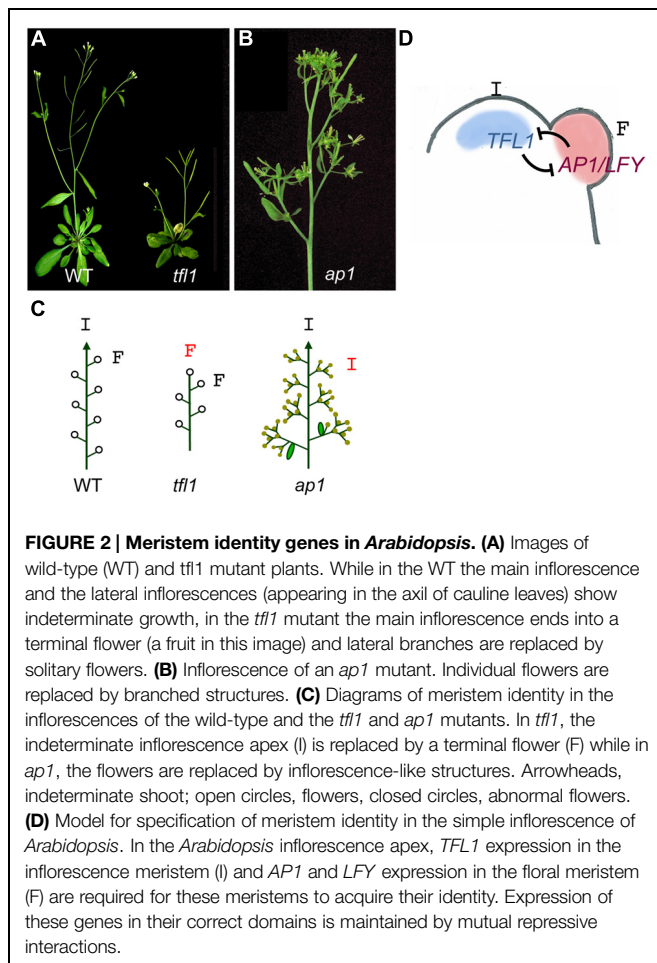 A
B
D
WT
tfl1
ap1
I
F
TFL1
AP1/LFY
C
I
F
F
F
I
I
WT
tfl1
ap1
FIGURE 2 | Meristem identity genes in Arabidopsis. (A) Images of
wild-type (WT) and tfl1 mutant plants. While in the WT the main inflorescence
and the lateral inflorescences (appearing in the axil of cauline leaves) show
indeterminate growth, in the tfl1 mutant the main inflorescence ends into a
terminal flower (a fruit in this image) and lateral branches are replaced by
solitary flowers. (B) Inflorescence of an ap1 mutant. Individual flowers are
replaced by branched structures. (C) Diagrams of meristem identity in the
inflorescences of the wild-type and the tfl1 and ap1 mutants. In tfl1, the
indeterminate inflorescence apex (I) is replaced by a terminal flower (F) while in
ap1, the flowers are replaced by inflorescence-like structures. Arrowheads,
indeterminate shoot; open circles, flowers, closed circles, abnormal flowers.
(D) Model for specification of meristem identity in the simple inflorescence of
Arabidopsis. In the Arabidopsis inflorescence apex, TFL1 expression in the
inflorescence meristem (I) and AP1 and LFY expression in the floral meristem
(F) are required for these meristems to acquire their identity. Expression of
these genes in their correct domains is maintained by mutual repressive
interactions.